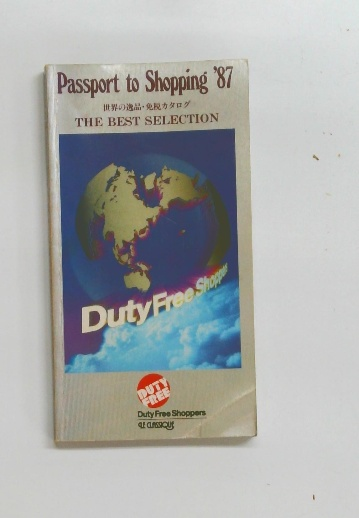 Passport to Shopping '87
世界の逸品・免税カタログ
THE BEST SELECTION
Duty Free Shoppers
DUTY
FREE
Duty Free Shoppers
LE CLASSIQUE